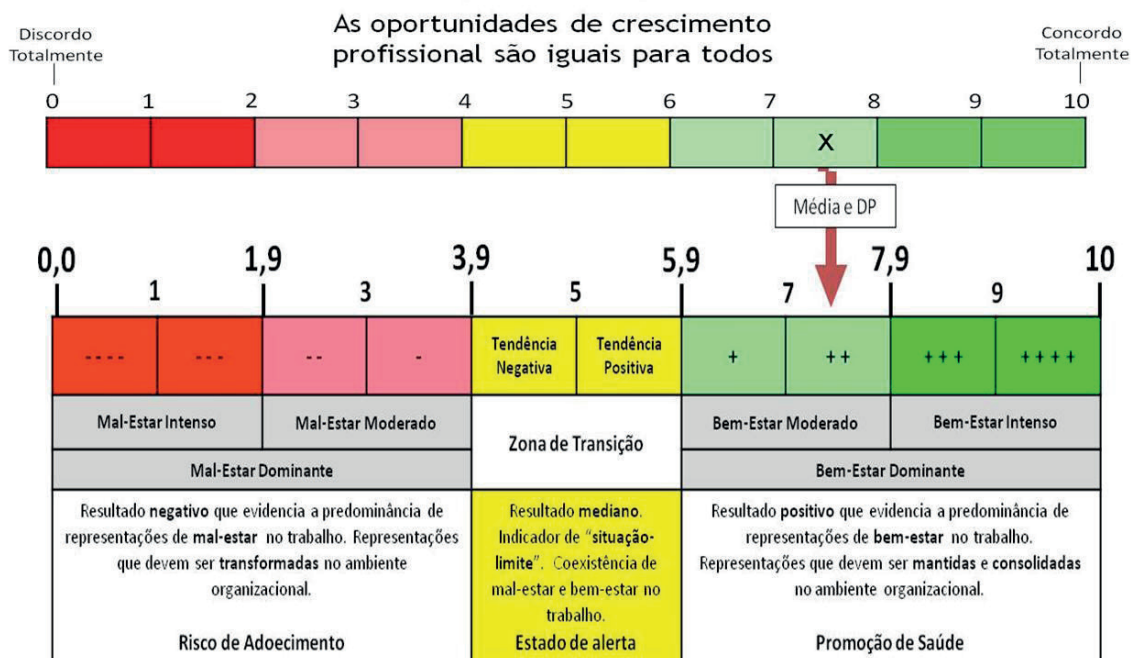 As oportunidades de crescimento
profissional são iguais para todos
Discordo
Totalmente
Concordo
Totalmente
0 1 2 3 4 5 6 7 8 9 10
X
Média e DP
0,0 1,9 3,9 5,9 7,9 10
1 3 5 7 9
- - - - - - - - - -
Tendência
Negativa
Tendência
Positiva
+ + + + + + + + + +
Mal-Estar Intenso
Mal-Estar Moderado
Zona de Transição
Bem-Estar Moderado
Bem-Estar Intenso
Mal-Estar Dominante
Bem-Estar Dominante
Resultado negativo que evidencia a predominância de
representações de mal-estar no trabalho. Representações
que devem ser transformadas no ambiente
organizacional.
Risco de Adoecimento
Resultado mediano.
Indicador de “situação-
limite”. Coexistência de
mal-estar e bem-estar no
trabalho.
Estado de alerta
Resultado positivo que evidencia a predominância de
representações de bem-estar no trabalho.
Representações que devem ser mantidas e consolidadas
no ambiente organizacional.
Promoção de Saúde